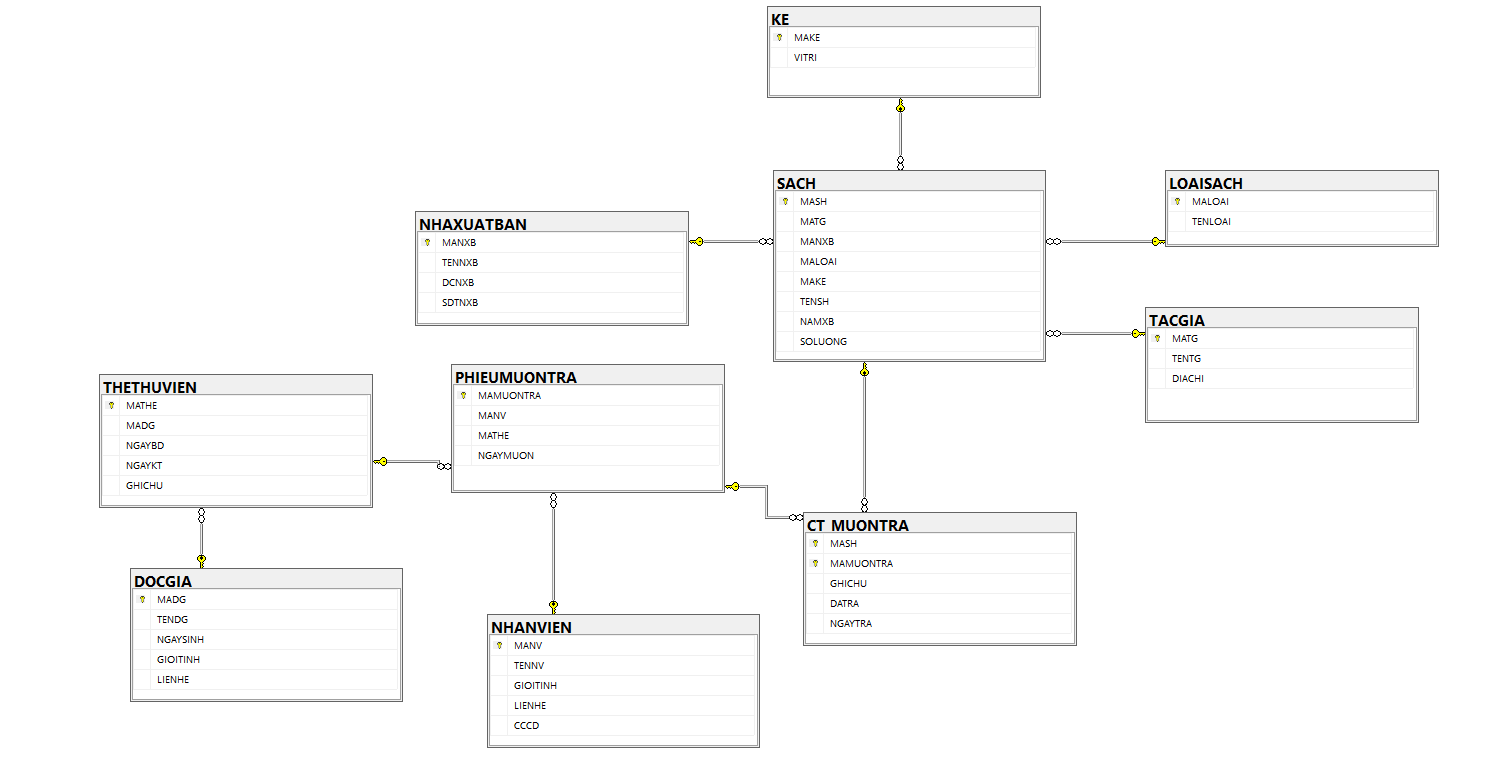 KE
MAKE
VITRI
SACH
MASH
MATG
MANXB
MALOAI
MAKE
TENSH
NAMXB
SOLUONG
LOAISACH
MALOAI
TENLOAI
NHAXUATBAN
MANXB
TENNXB
DCNXB
SDTNXB
TACGIA
MATG
TENTG
DIACHI
PHIEUMUONTRA
MAMUONTRA
MANV
MATHE
NGAYMUON
THETHUVIEN
MATHE
MADG
NGAYBD
NGAYKT
GHICHU
CT_MUONTRA
MASH
MAMUONTRA
GHICHU
DATRA
NGAYTRA
DOCGIA
MADG
TENDG
NGAYSINH
GIOITINH
LIENHE
NHANVIEN
MANV
TENNV
GIOITINH
LIENHE
CCCD